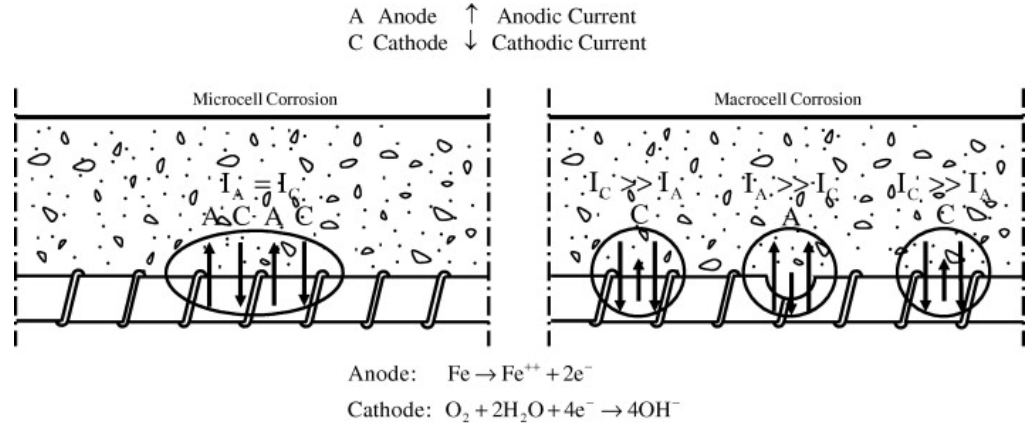 A Anode ↑ Anodic Current
C Cathode ↓ Cathodic Current
Microcell Corrosion
I_A = I_C
A C A C
Macrocell Corrosion
I_C >> I_A I_A >> I_C I_C >> I_A
C A C
Anode: Fe → Fe⁺⁺ + 2e⁻
Cathode: O₂ + 2H₂O + 4e⁻ → 4OH⁻